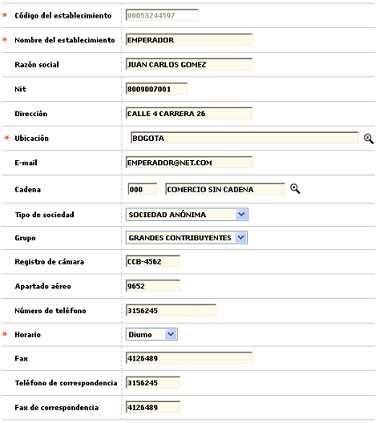 * Código del establecimiento 00053244597
* Nombre del establecimiento EMPERADOR
Razón social JUAN CARLOS GOMEZ
Nit 8009007001
Dirección CALLE 4 CARRERA 26
* Ubicación BOGOTA
E-mail EMPERADOR@NET.COM
Cadena 000 COMERCIO SIN CADENA
Tipo de sociedad SOCIEDAD ANÓNIMA
Grupo GRANDES CONTRIBUYENTES
Registro de cámara CCB-4562
Apartado aéreo 9652
Número de teléfono 3156245
* Horario Diurno
Fax 4126489
Teléfono de correspondencia 3156245
Fax de correspondencia 4126489